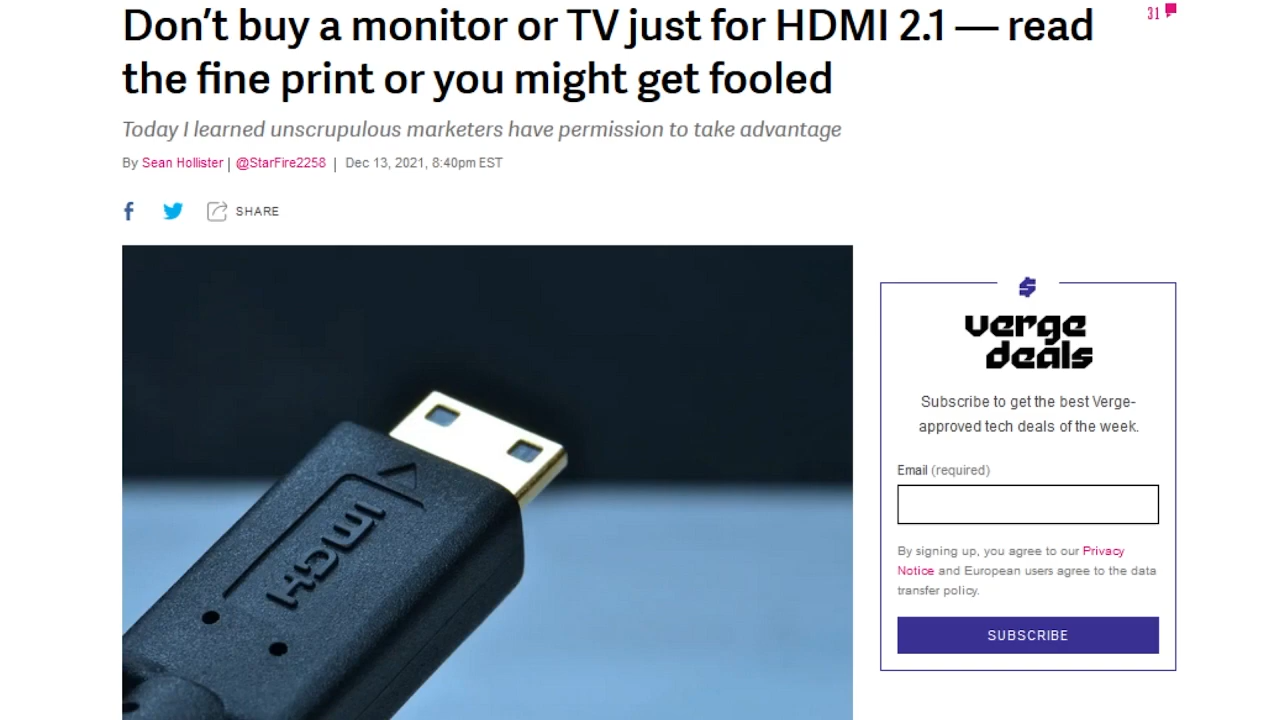 Don't buy a monitor or TV just for HDMI 2.1 — read
the fine print or you might get fooled
31
Today I learned unscrupulous marketers have permission to take advantage
By Sean Hollister | @StarFire2258 | Dec 13, 2021, 8:40pm EST
SHARE
HDMI
verge
deals
Subscribe to get the best Verge-
approved tech deals of the week.
Email (required)
By signing up, you agree to our Privacy
Notice and European users agree to the data
transfer policy.
SUBSCRIBE